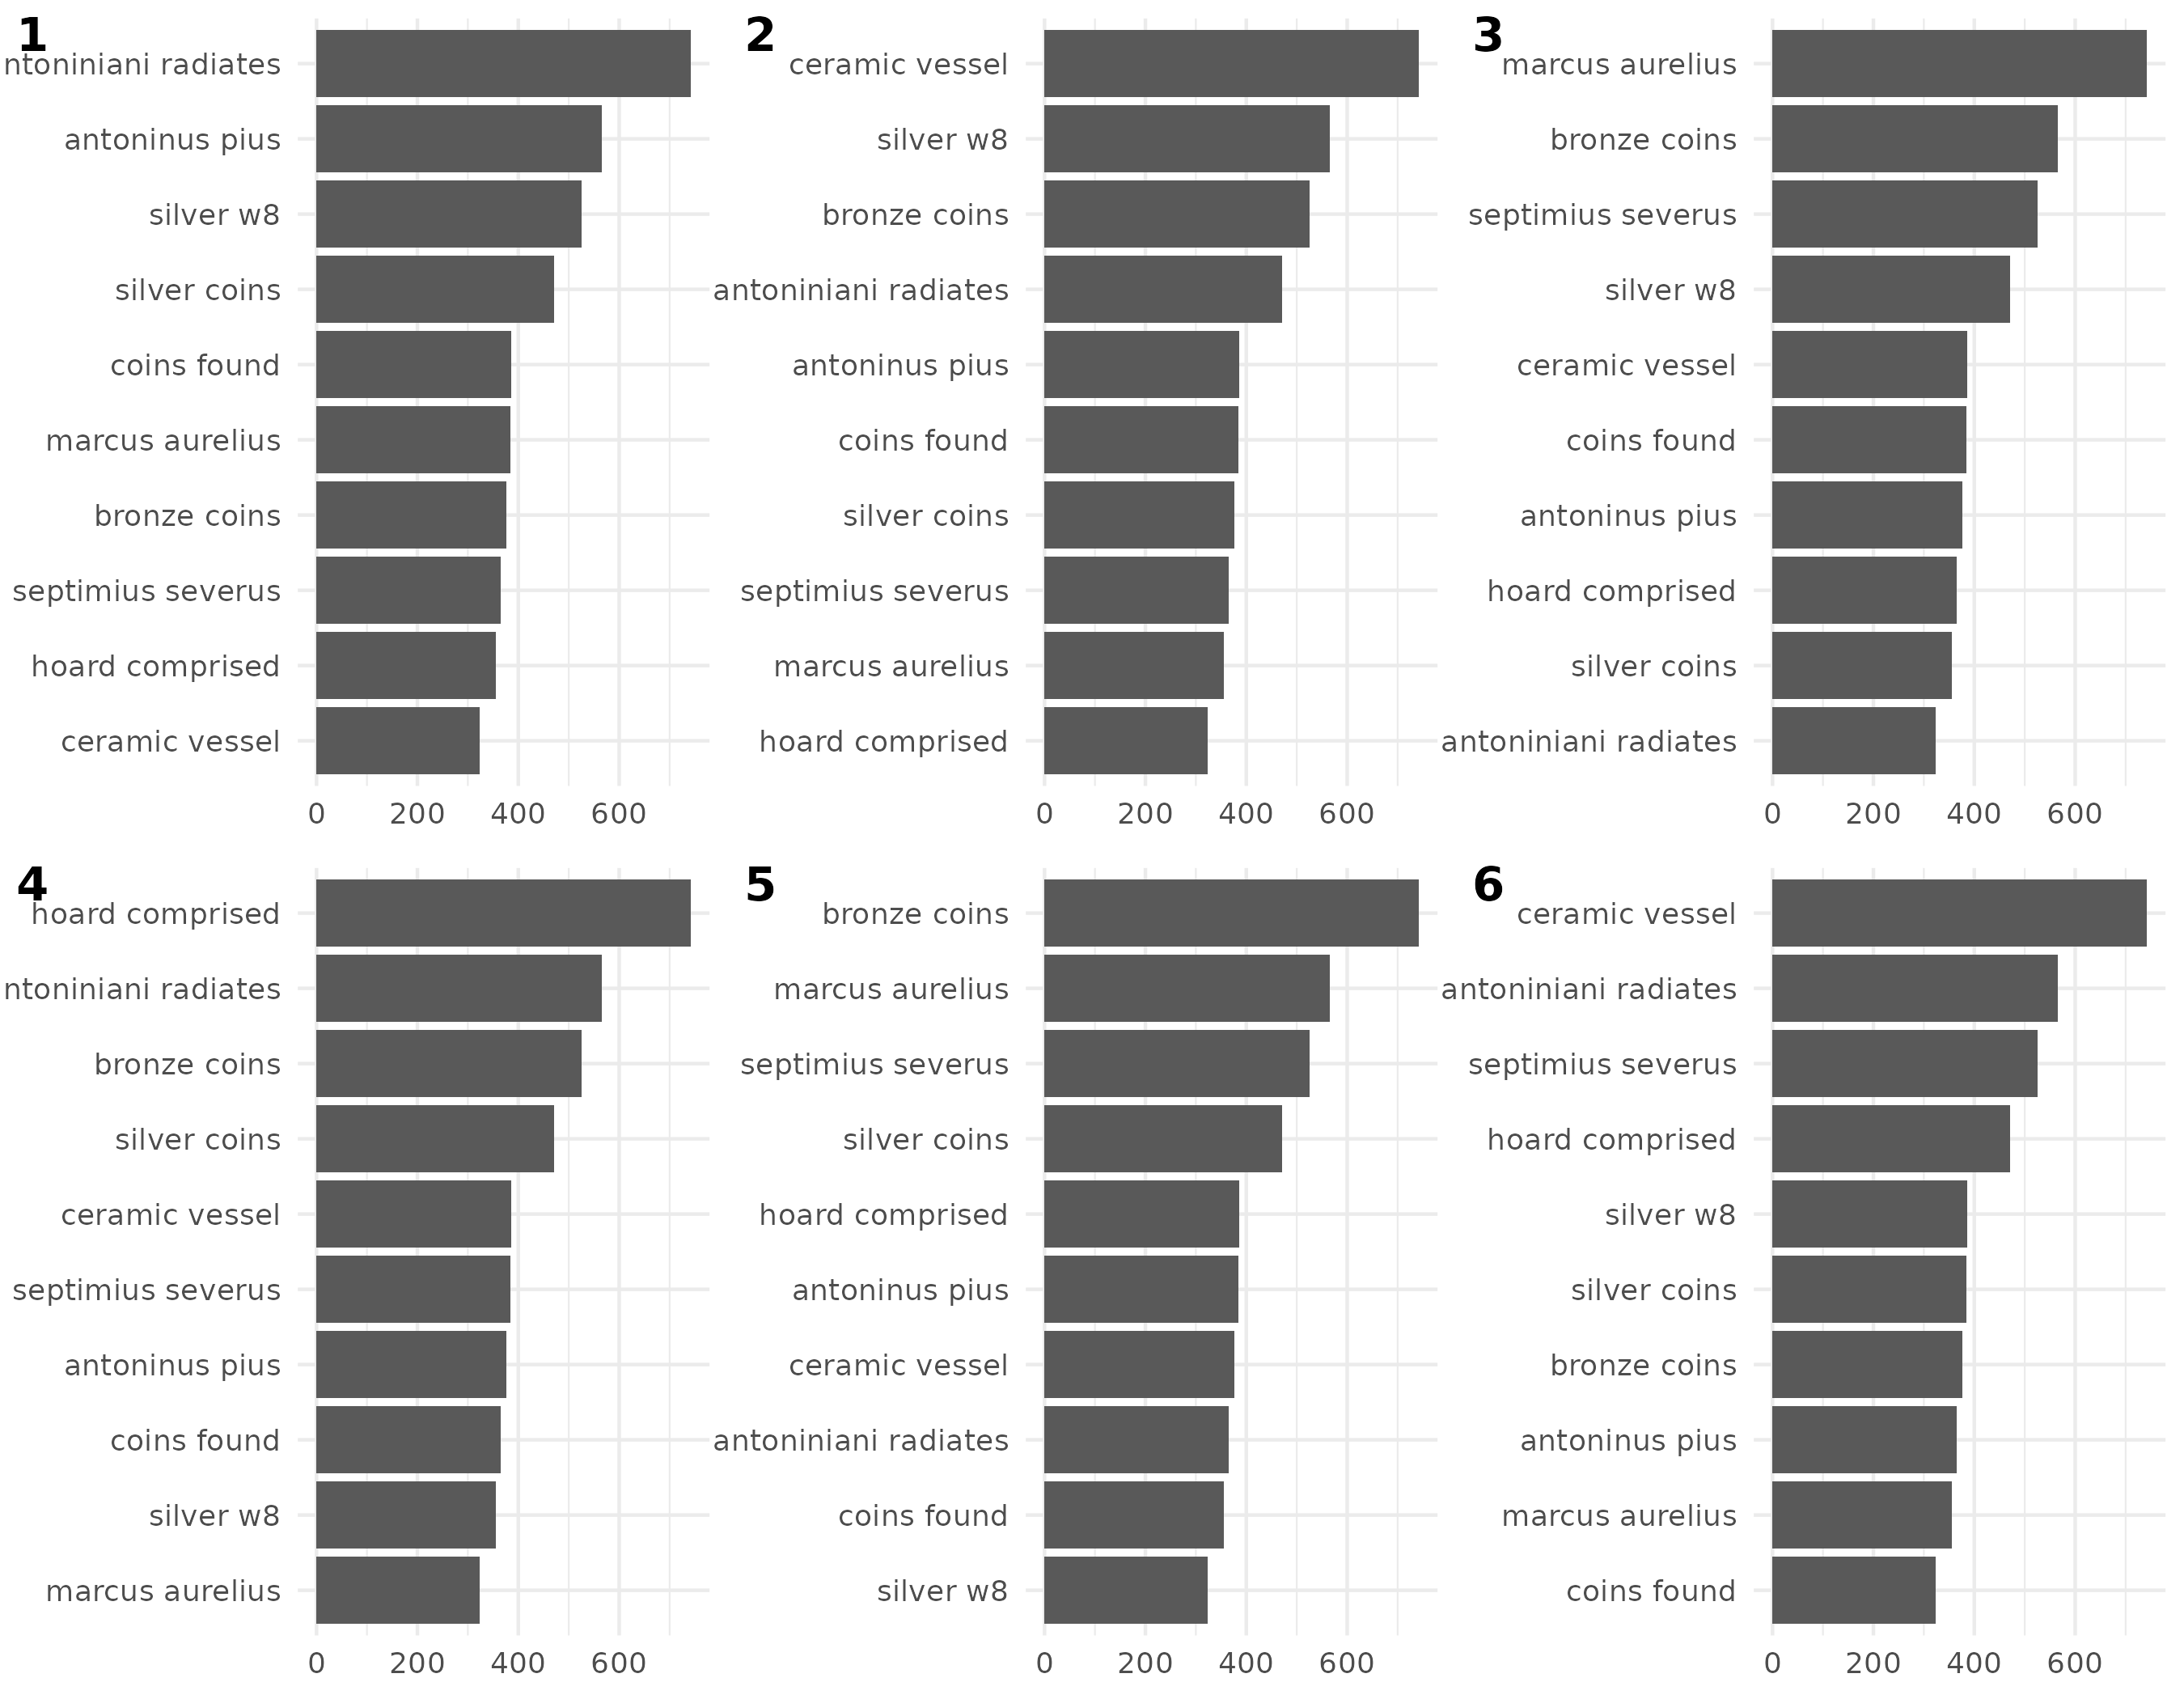 1
ntoniniani radiates
antoninus pius
silver w8
silver coins
coins found
marcus aurelius
bronze coins
septimius severus
hoard comprised
ceramic vessel
0 200 400 600
2
ceramic vessel
silver w8
bronze coins
antoniniani radiates
antoninus pius
coins found
silver coins
septimius severus
marcus aurelius
hoard comprised
0 200 400 600
3
marcus aurelius
bronze coins
septimius severus
silver w8
ceramic vessel
coins found
antoninus pius
hoard comprised
silver coins
antoniniani radiates
0 200 400 600
4
hoard comprised
ntoniniani radiates
bronze coins
silver coins
ceramic vessel
septimius severus
antoninus pius
coins found
silver w8
marcus aurelius
0 200 400 600
5
bronze coins
marcus aurelius
septimius severus
silver coins
hoard comprised
antoninus pius
ceramic vessel
antoniniani radiates
coins found
silver w8
0 200 400 600
6
ceramic vessel
antoniniani radiates
septimius severus
hoard comprised
silver w8
silver coins
bronze coins
antoninus pius
marcus aurelius
coins found
0 200 400 600